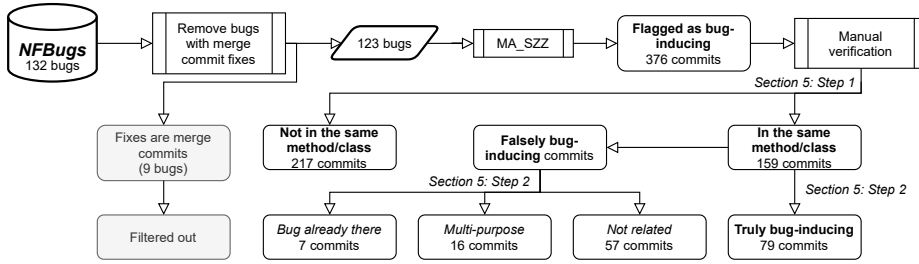 NFBugs
132 bugs
Remove bugs
with merge
commit fixes
123 bugs
MA_SZZ
Flagged as bug-
inducing
376 commits
Manual
verification
Section 5: Step 1
Fixes are merge
commits
(9 bugs)
Not in the same
method/class
217 commits
Falsely bug-
inducing commits
In the same
method/class
159 commits
Section 5: Step 2
Section 5: Step 2
Filtered out
Bug already there
7 commits
Multi-purpose
16 commits
Not related
57 commits
Truly bug-inducing
79 commits